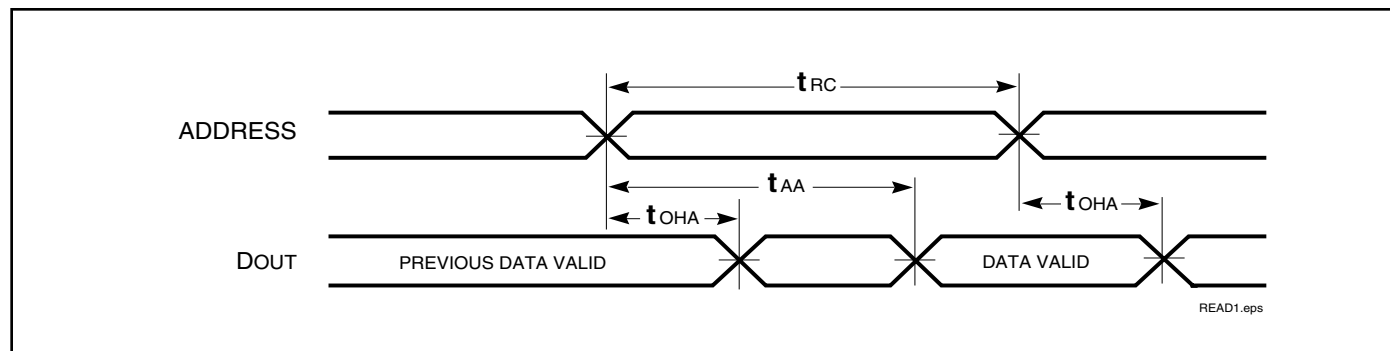 tRC
ADDRESS
tAA
tOHA
tOHA
DOUT
PREVIOUS DATA VALID
DATA VALID
READ1.eps